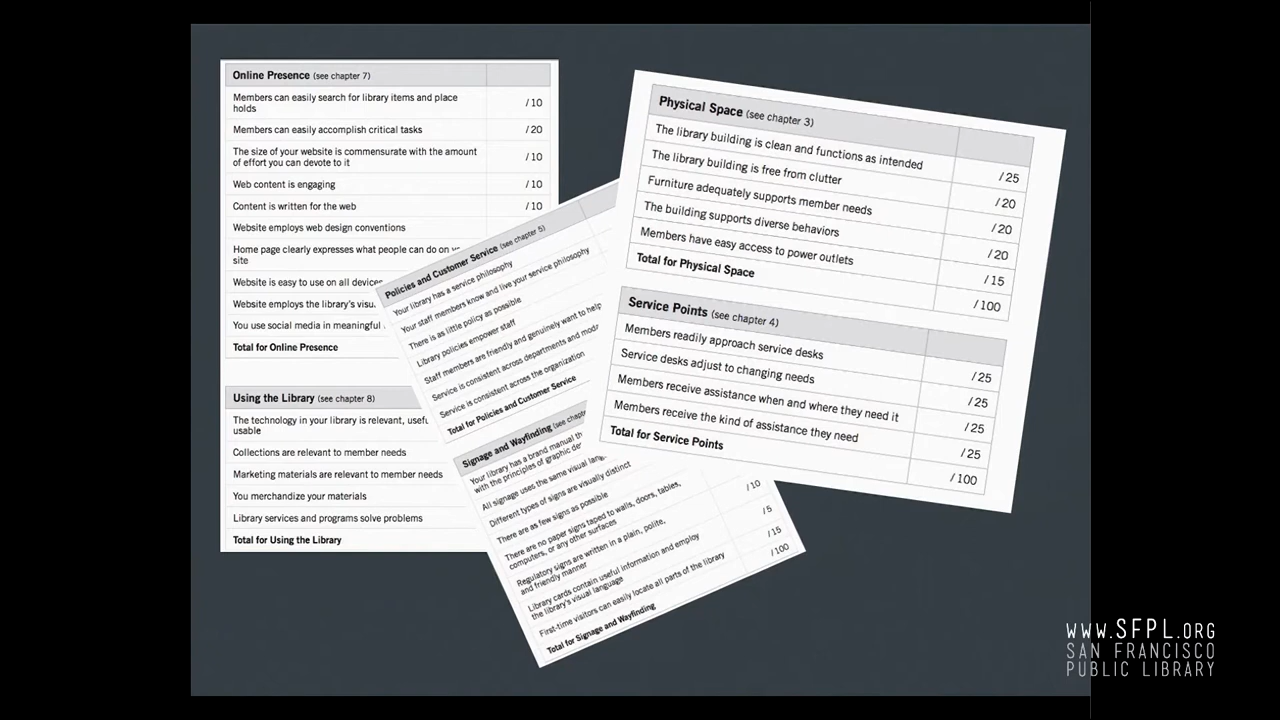 Online Presence (see chapter 7)
Members can easily search for library items and place
holds
/ 10
Members can easily accomplish critical tasks
/ 20
The size of your website is commensurate with the amount
of effort you can devote to it
/ 10
Web content is engaging
/ 10
Content is written for the web
/ 10
Website employs web design conventions
Home page clearly expresses what people can do on
site
Website is easy to use on all devices
Website employs the library's
You use social media in meaningful
Total for Online Presence
Using the Library (see chapter 8)
The technology in your library is relevant,
usable
Collections are relevant to member needs
Marketing materials are relevant to member needs
You merchandize your materials
Library services and programs solve problems
Total for Using the Library
Policies and Customer Service (see chapter 5)
Your library has a service philosophy
Your staff members know and live your service philosophy
There is as little policy as possible
Library policies empower staff
Staff members are friendly and genuinely want to help
Service is consistent across departments and
Service is consistent across the organization
Total for Policies and Customer Service
Signage and Wayfinding (see
Your library has a brand manual
with the principles of graphic
All signage uses the same visual
Different types of signs are visually distinct
There are as few signs as possible
There are no paper signs taped to walls, doors, tables,
computers, or any other surfaces
/ 10
Regulatory signs are written in a plain, polite,
and friendly manner
/ 5
Library cards contain useful information and employ
the library's visual language
/ 15
First-time visitors can easily locate all parts of the library
/ 100
Total for Signage and Wayfinding
Physical Space (see chapter 3)
The library building is clean and functions as intended
/ 25
The library building is free from clutter
/ 20
Furniture adequately supports member needs
/ 20
The building supports diverse behaviors
/ 20
Members have easy access to power outlets
/ 15
Total for Physical Space
/ 100
Service Points (see chapter 4)
Members readily approach service desks
/ 25
Service desks adjust to changing needs
/ 25
Members receive assistance when and where they need it
/ 25
Members receive the kind of assistance they need
/ 25
Total for Service Points
/ 100
www.SFPL.ORG
SAN FRANCISCO
PUBLIC LIBRARY